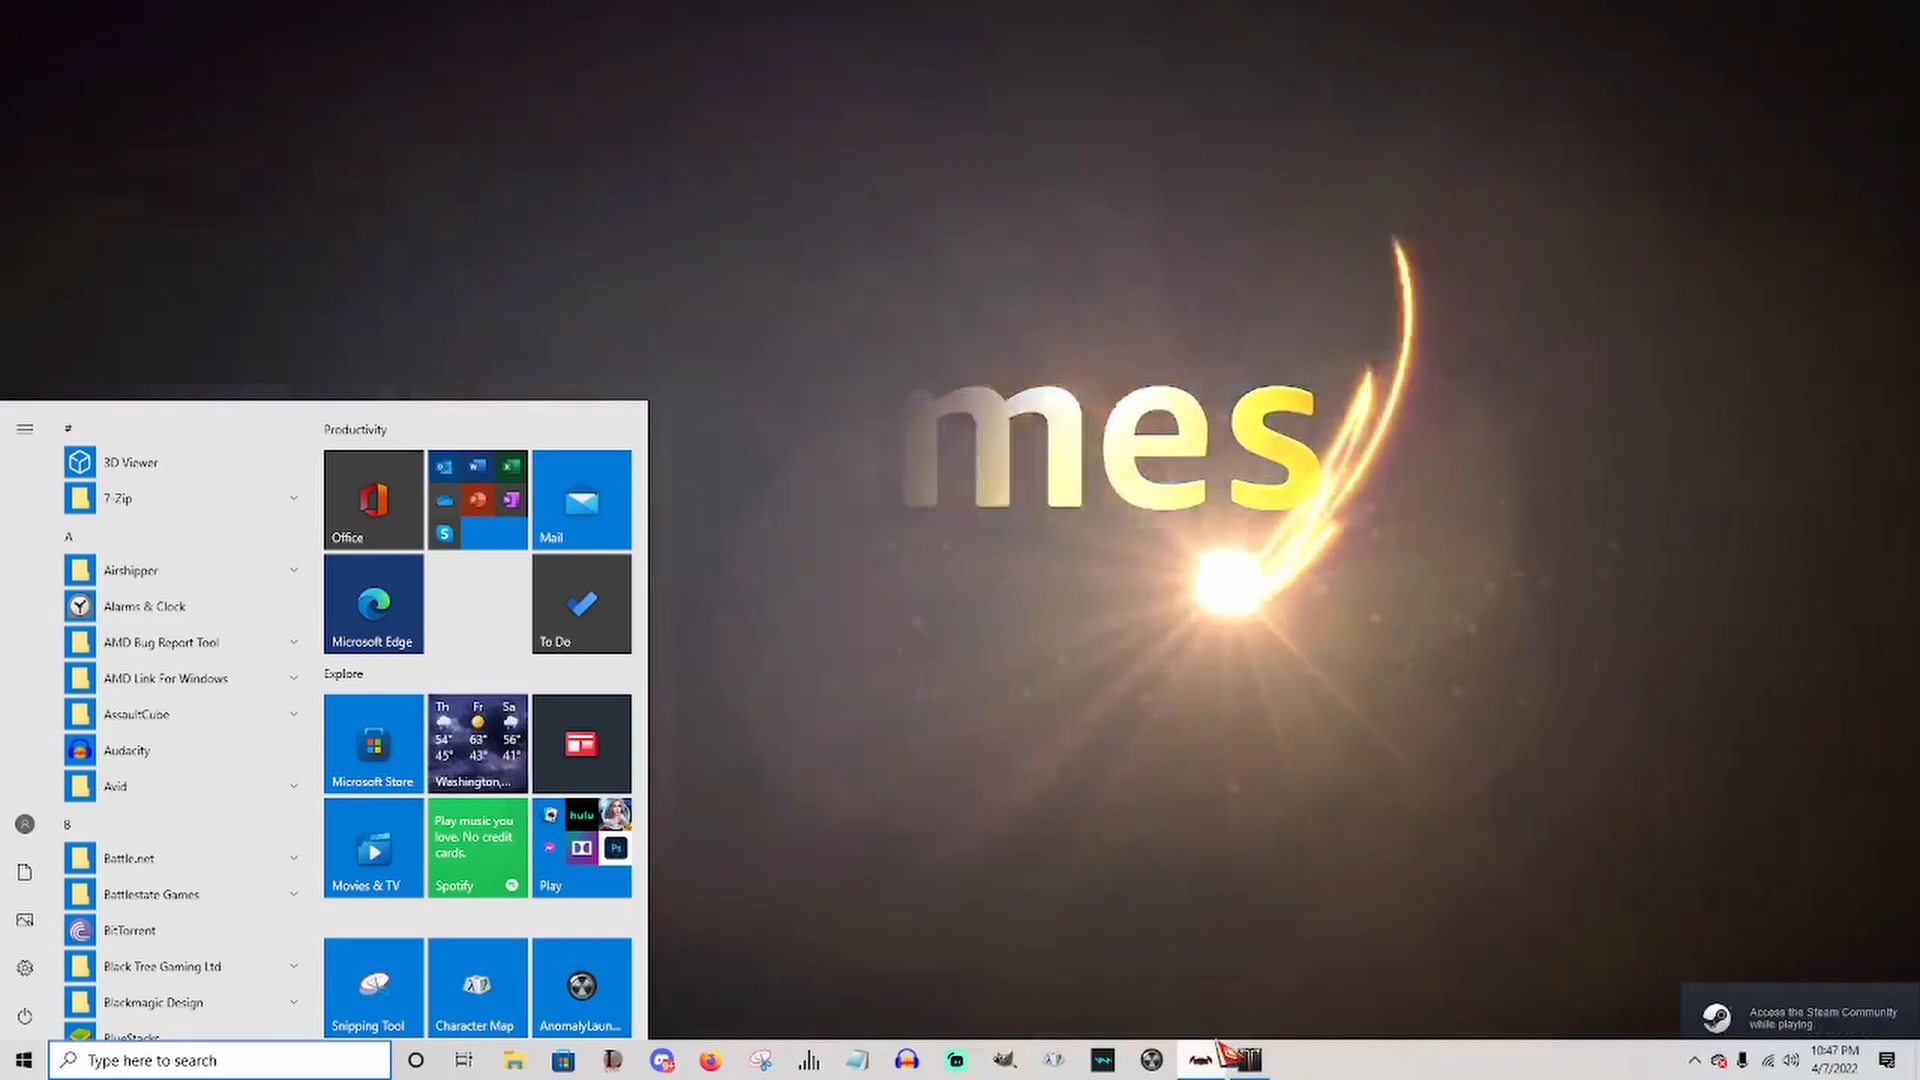 mes
#
3D Viewer
7-Zip
A
Airshipper
Alarms & Clock
AMD Bug Report Tool
AMD Link For Windows
AssaultCube
Audacity
Avid
B
Battle.net
Battlestate Games
BitTorrent
Black Tree Gaming Ltd
Blackmagic Design
BlueStacks
Productivity
Office
Mail
Microsoft Edge
To Do
Explore
Microsoft Store
Th Fr Sa
54° 63° 56°
45° 43° 41°
Washington,...
Movies & TV
Play music you
love. No credit
cards.
Spotify
hulu
Ps
Play
Snipping Tool
Character Map
AnomalyLaun...
Access the Steam Community
while playing
Type here to search
10:47 PM
4/7/2022